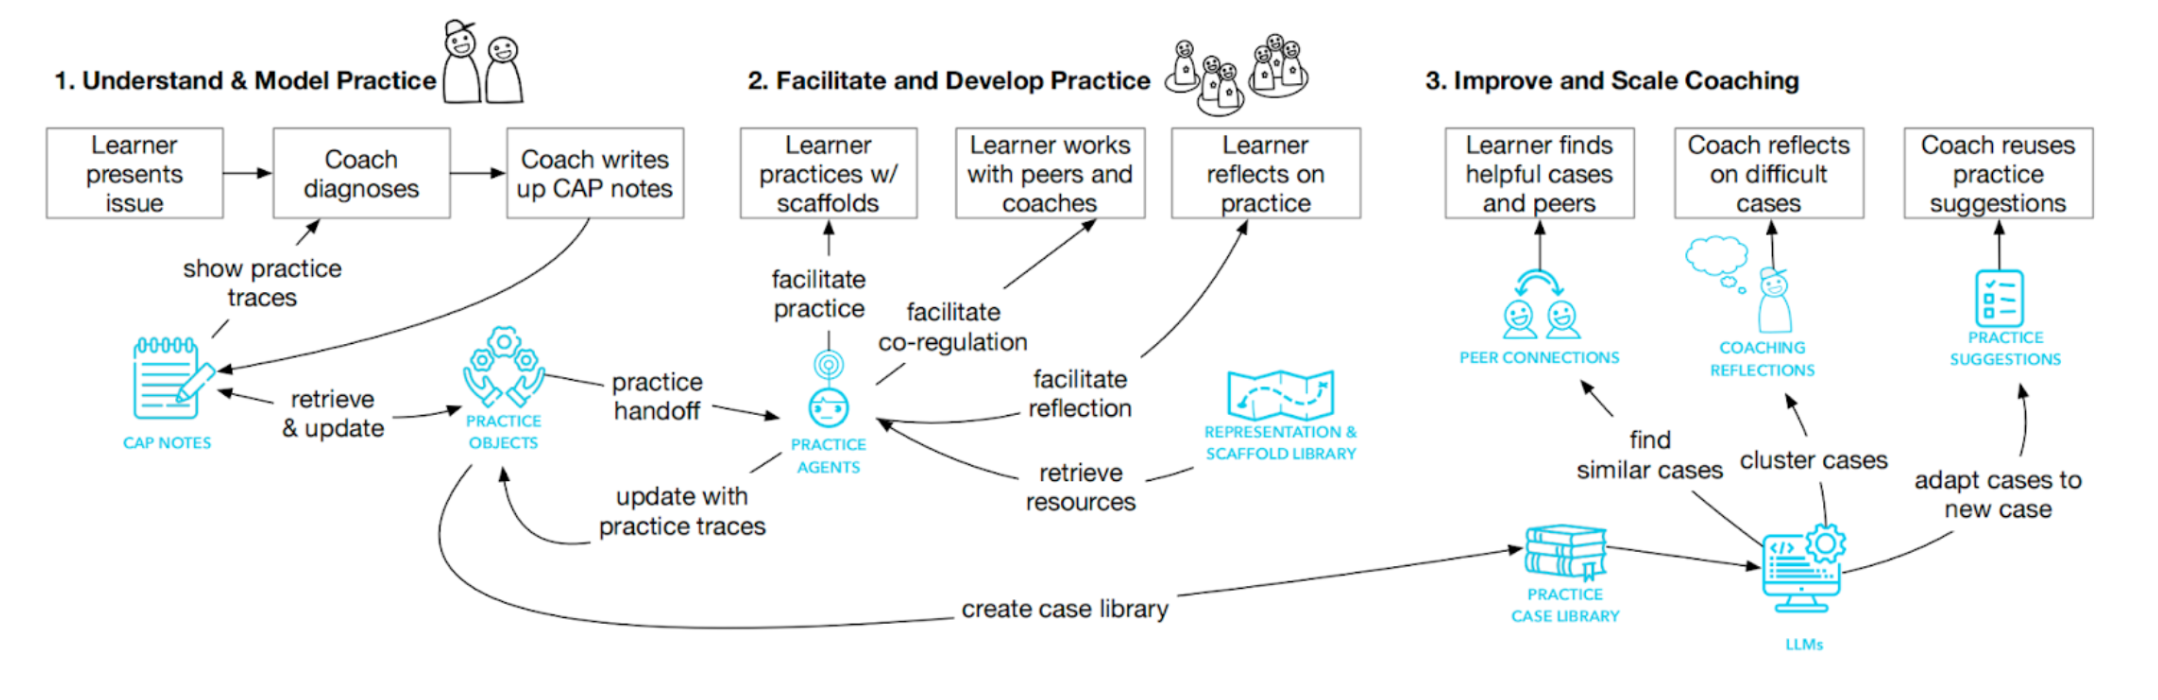 1. Understand & Model Practice
Learner
presents
issue
Coach
diagnoses
Coach writes
up CAP notes
show practice
traces
CAP NOTES
retrieve
& update
PRACTICE
OBJECTS
practice
handoff
update with
practice traces
2. Facilitate and Develop Practice
Learner
practices w/
scaffolds
Learner works
with peers and
coaches
Learner
reflects on
practice
facilitate
practice
facilitate
co-regulation
facilitate
reflection
PRACTICE
AGENTS
REPRESENTATION &
SCAFFOLD LIBRARY
retrieve
resources
create case library
3. Improve and Scale Coaching
Learner finds
helpful cases
and peers
Coach reflects
on difficult
cases
Coach reuses
practice
suggestions
PEER CONNECTIONS
COACHING
REFLECTIONS
PRACTICE
SUGGESTIONS
find
similar cases
cluster cases
adapt cases to
new case
PRACTICE
CASE LIBRARY
</>
LLMs